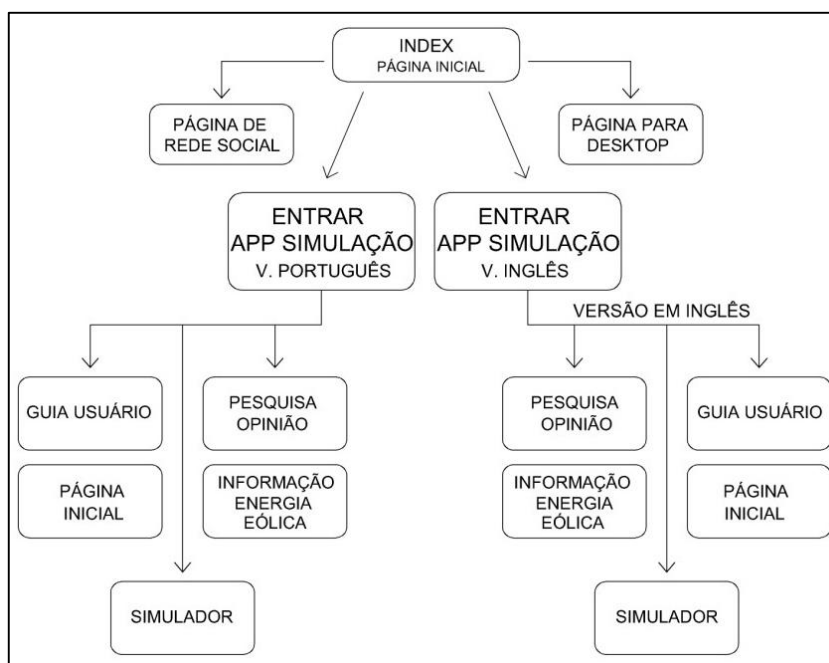 INDEX
PÁGINA INICIAL
PÁGINA DE
REDE SOCIAL
PÁGINA PARA
DESKTOP
ENTRAR
APP SIMULAÇÃO
V. PORTUGUÊS
ENTRAR
APP SIMULAÇÃO
V. INGLÊS
VERSÃO EM INGLÊS
GUIA USUÁRIO
PESQUISA
OPINIÃO
PESQUISA
OPINIÃO
GUIA USUÁRIO
PÁGINA
INICIAL
INFORMAÇÃO
ENERGIA
EÓLICA
INFORMAÇÃO
ENERGIA
EÓLICA
PÁGINA
INICIAL
SIMULADOR
SIMULADOR